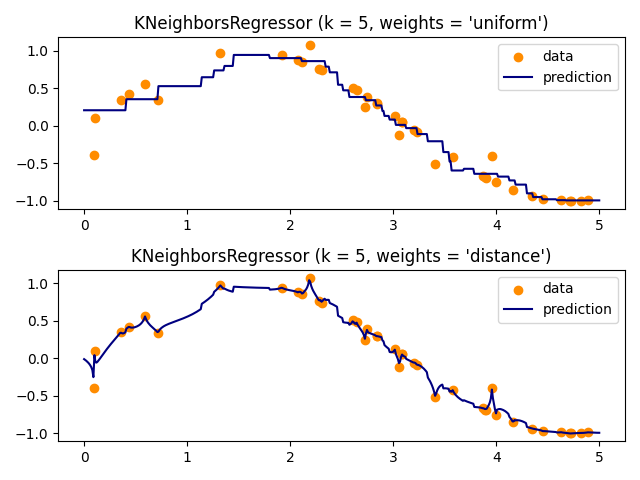 KNeighborsRegressor (k = 5, weights = 'uniform')
1.0
0.5
0.0
−0.5
−1.0
data
prediction
0 1 2 3 4 5
KNeighborsRegressor (k = 5, weights = 'distance')
1.0
0.5
0.0
−0.5
−1.0
data
prediction
0 1 2 3 4 5